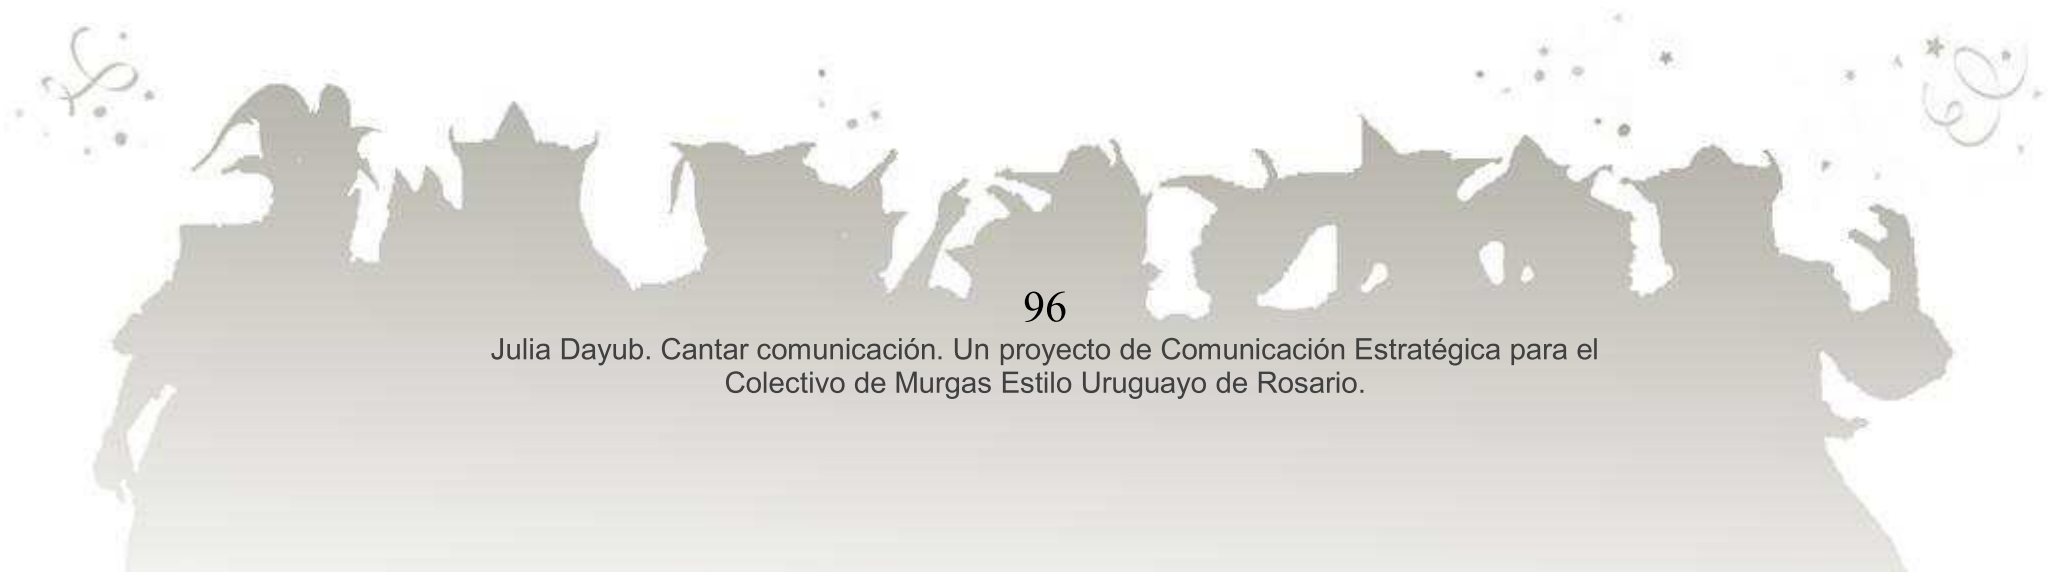 96
Julia Dayub. Cantar comunicación. Un proyecto de Comunicación Estratégica para el
Colectivo de Murgas Estilo Uruguayo de Rosario.